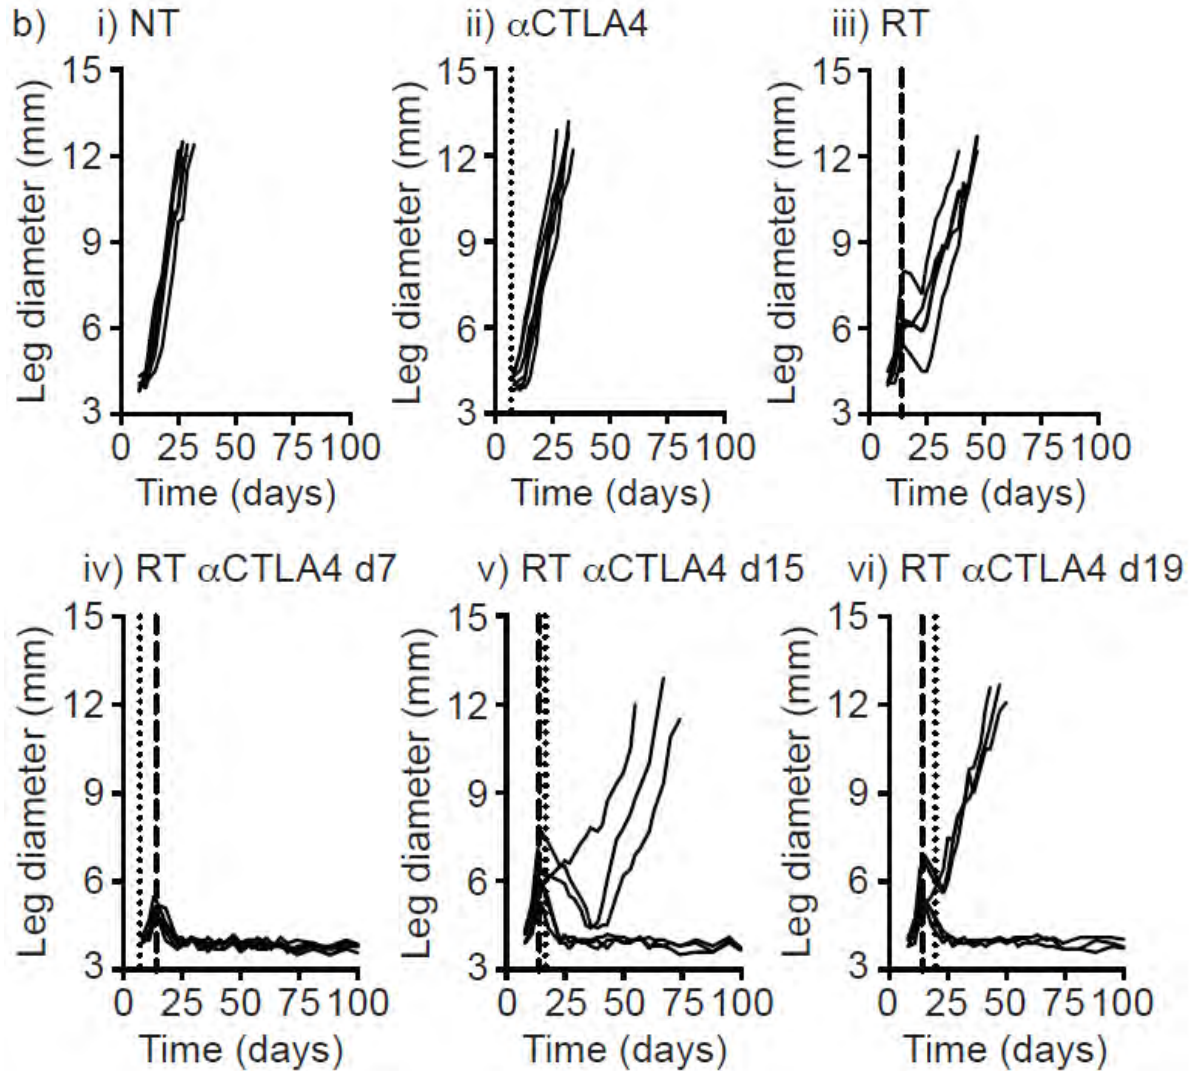 b) i) NT ii) αCTLA4 iii) RT
15 15 15
12 12 12
9 9 9
6 6 6
3 3 3
Leg diameter (mm) Leg diameter (mm) Leg diameter (mm)
0 25 50 75 100 0 25 50 75 100 0 25 50 75 100
Time (days) Time (days) Time (days)
iv) RT αCTLA4 d7 v) RT αCTLA4 d15 vi) RT αCTLA4 d19
15 15 15
12 12 12
9 9 9
6 6 6
3 3 3
Leg diameter (mm) Leg diameter (mm) Leg diameter (mm)
0 25 50 75 100 0 25 50 75 100 0 25 50 75 100
Time (days) Time (days) Time (days)